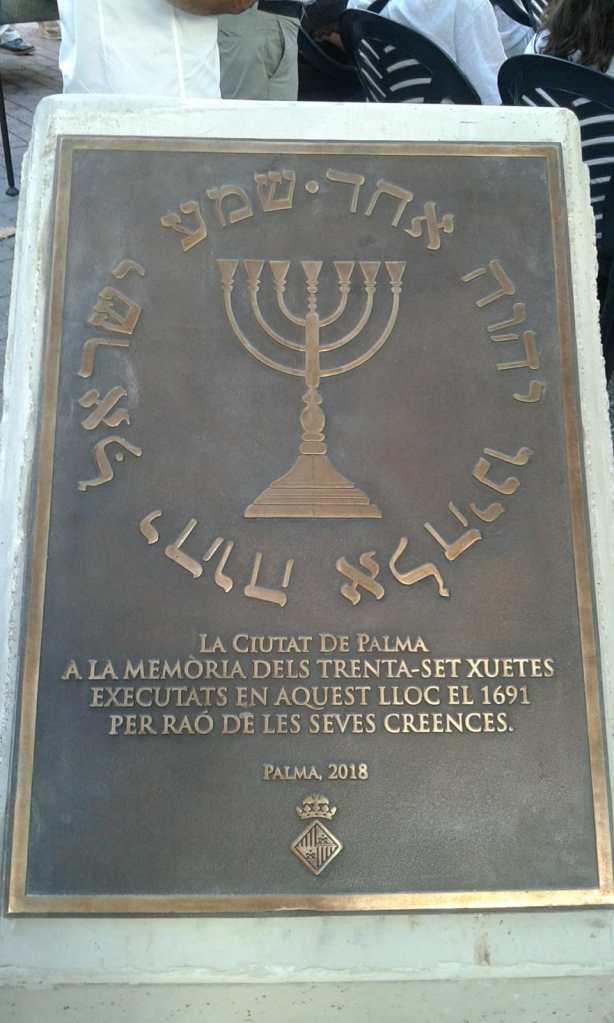 שמע ישראל יהוה אלהינו יהוה אחד ·
LA CIUTAT DE PALMA
A LA MEMÒRIA DELS TRENTA-SET XUETES
EXECUTATS EN AQUEST LLOC EL 1691
PER RAÓ DE LES SEVES CREENCES.
PALMA, 2018